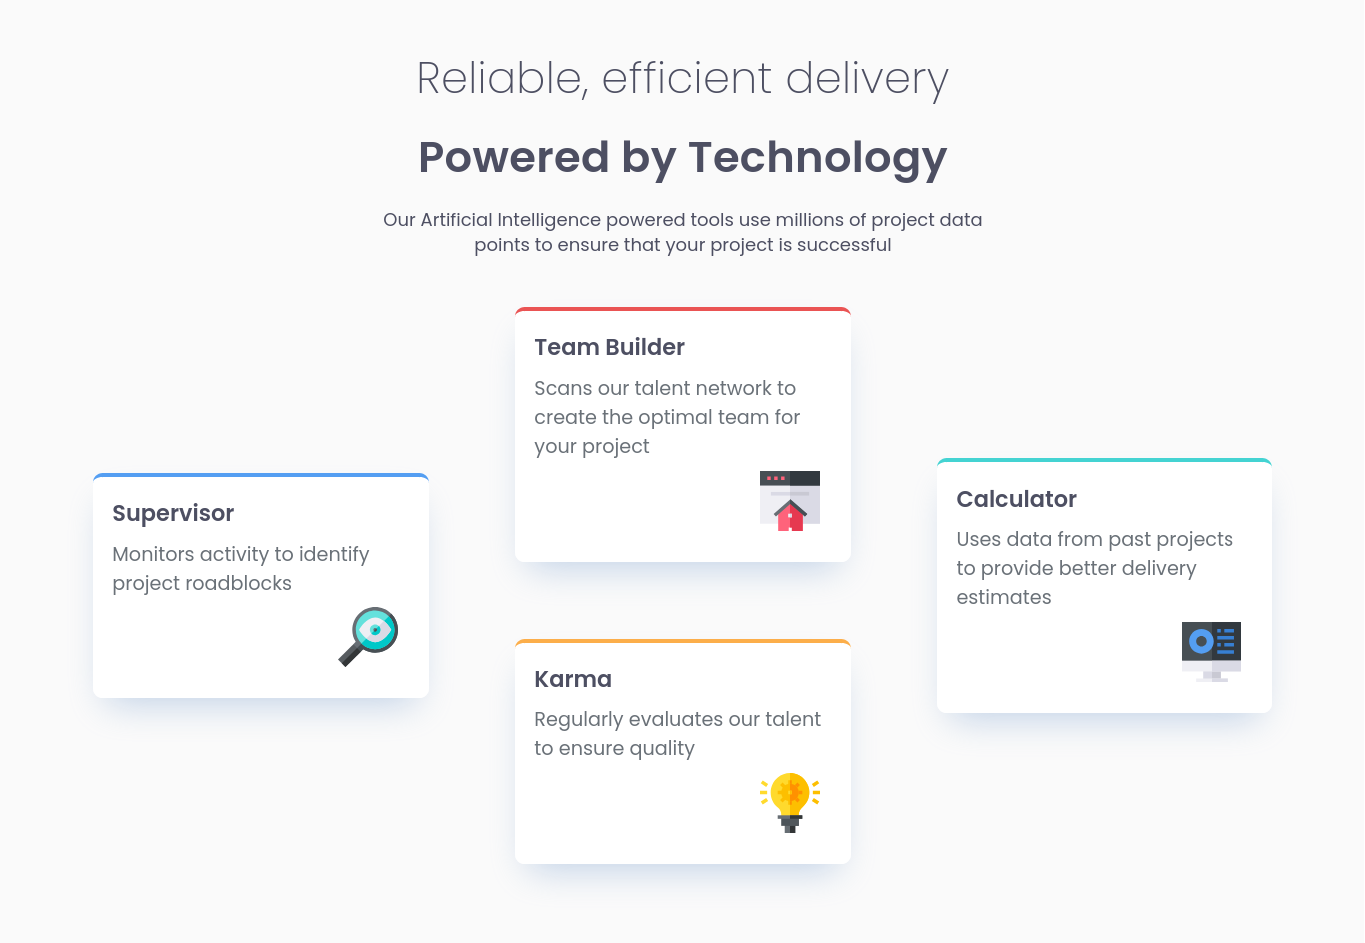 Reliable, efficient delivery
Powered by Technology
Our Artificial Intelligence powered tools use millions of project data
points to ensure that your project is successful
Supervisor
Monitors activity to identify
project roadblocks
Team Builder
Scans our talent network to
create the optimal team for
your project
Karma
Regularly evaluates our talent
to ensure quality
Calculator
Uses data from past projects
to provide better delivery
estimates